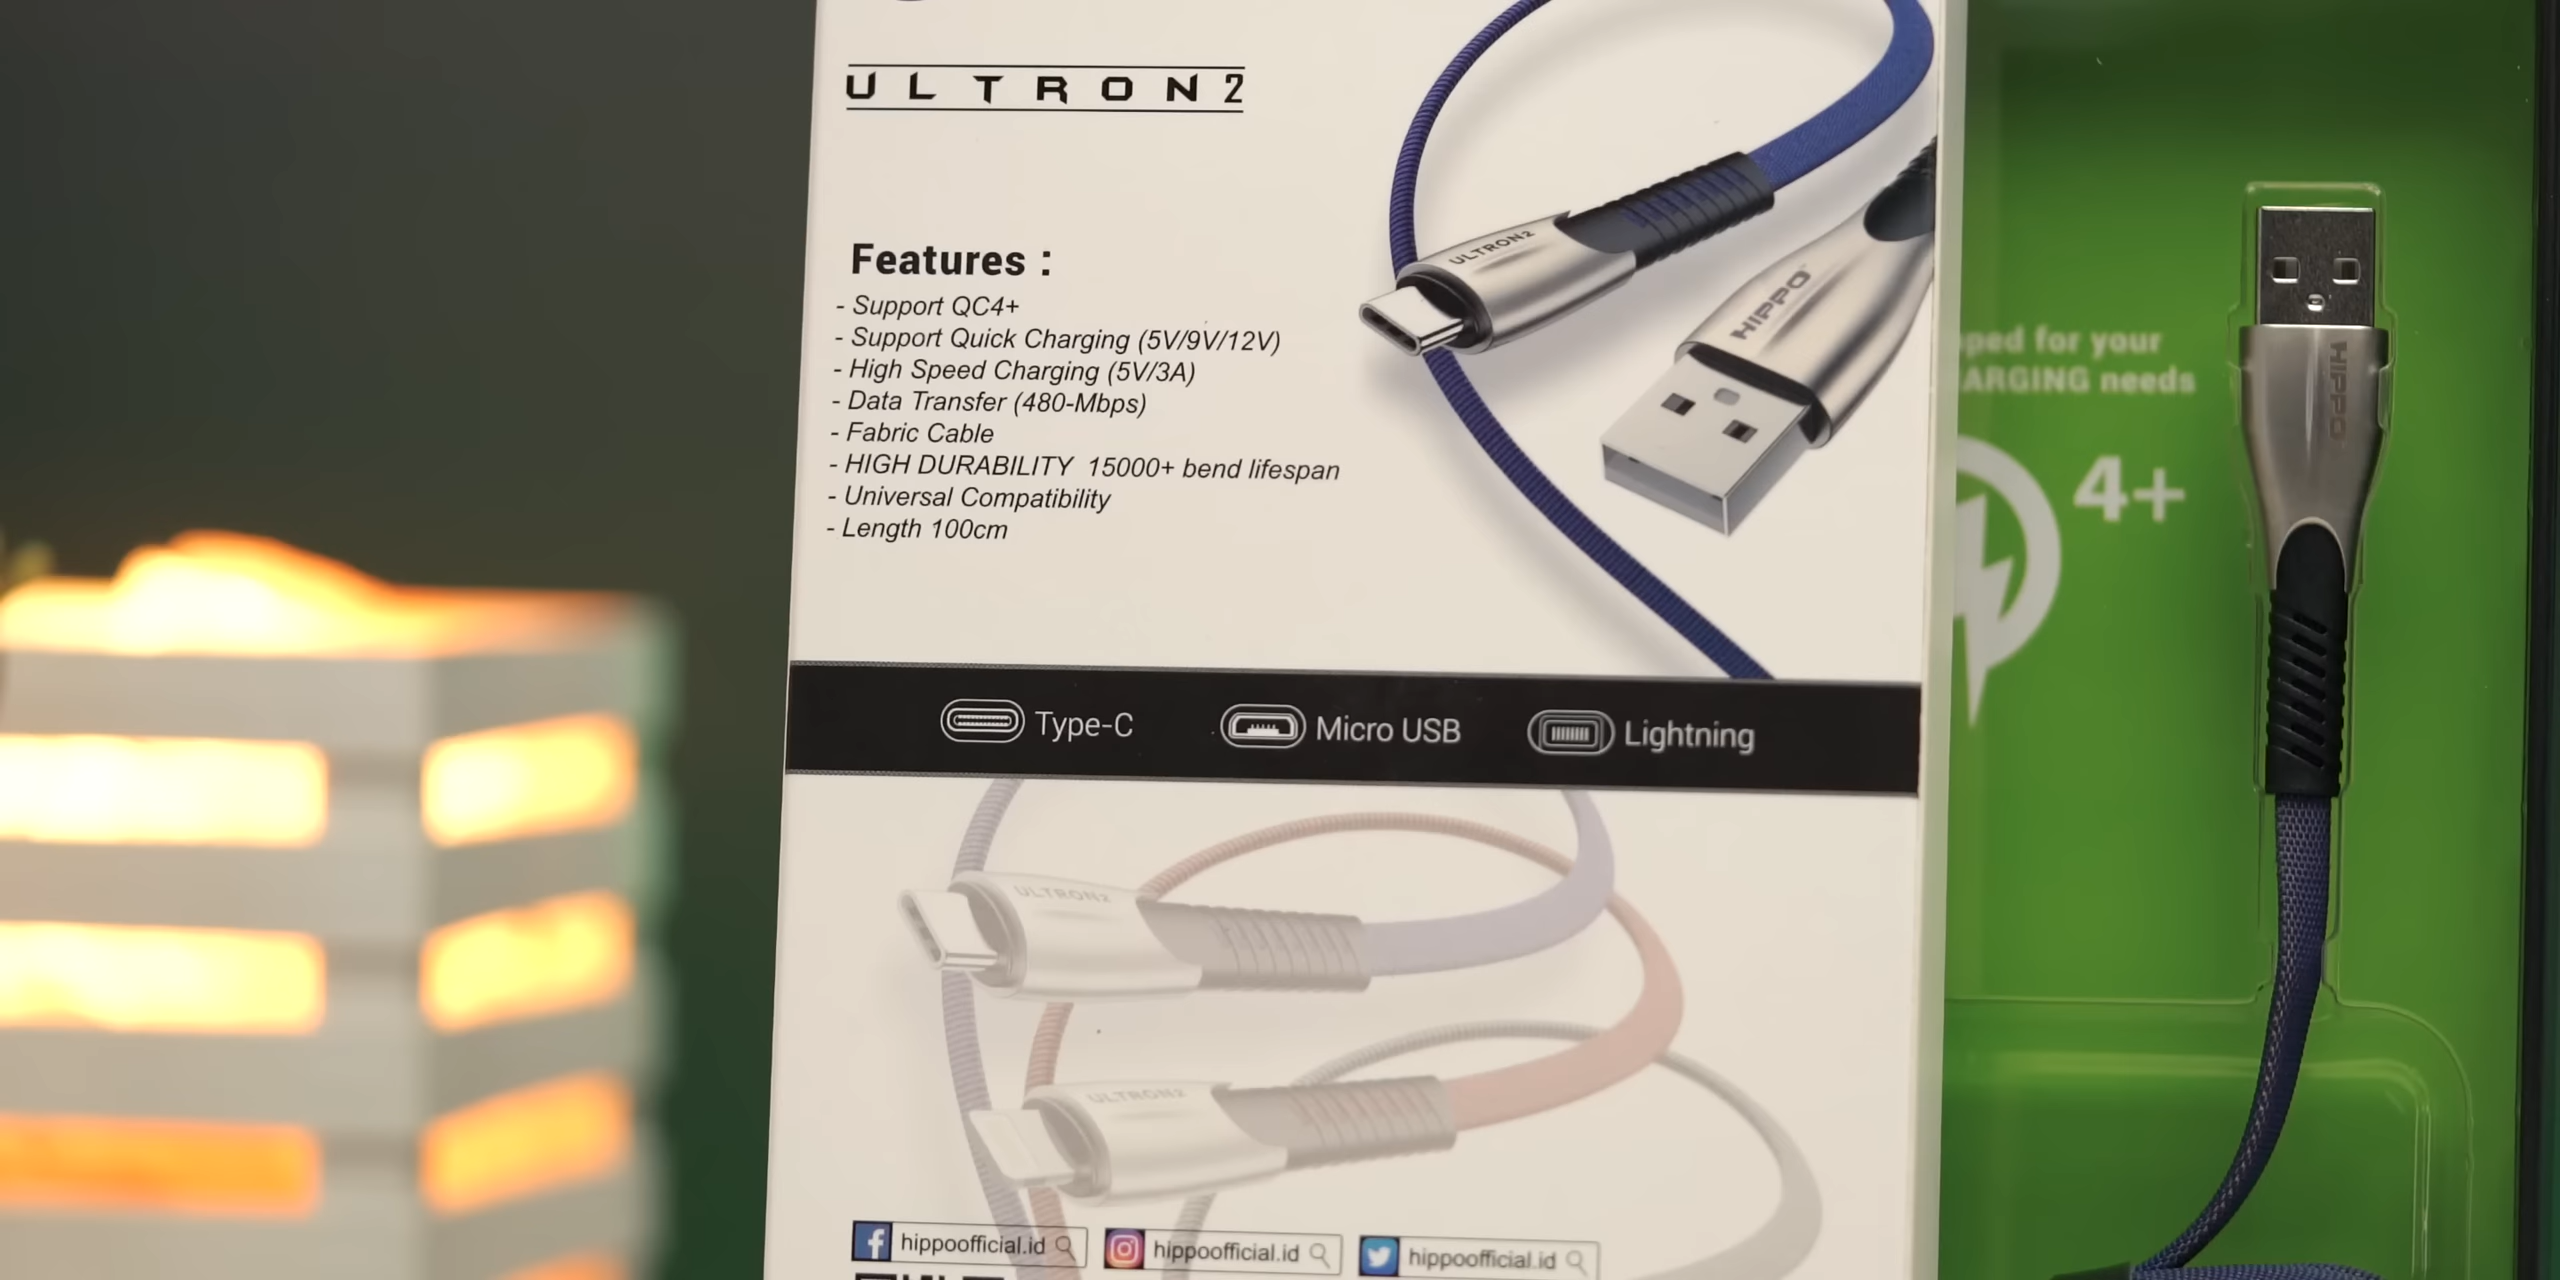 ULTRON2
Features :
- Support QC4+
- Support Quick Charging (5V/9V/12V)
- High Speed Charging (5V/3A)
- Data Transfer (480-Mbps)
- Fabric Cable
- HIGH DURABILITY 15000+ bend lifespan
- Universal Compatibility
- Length 100cm
ULTRON2
HIPPO
Type-C
Micro USB
Lightning
ULTRON2
ULTRON2
hippoofficial.id
hippoofficial.id
hippoofficial.id
for your
needs
4+
HIPPO